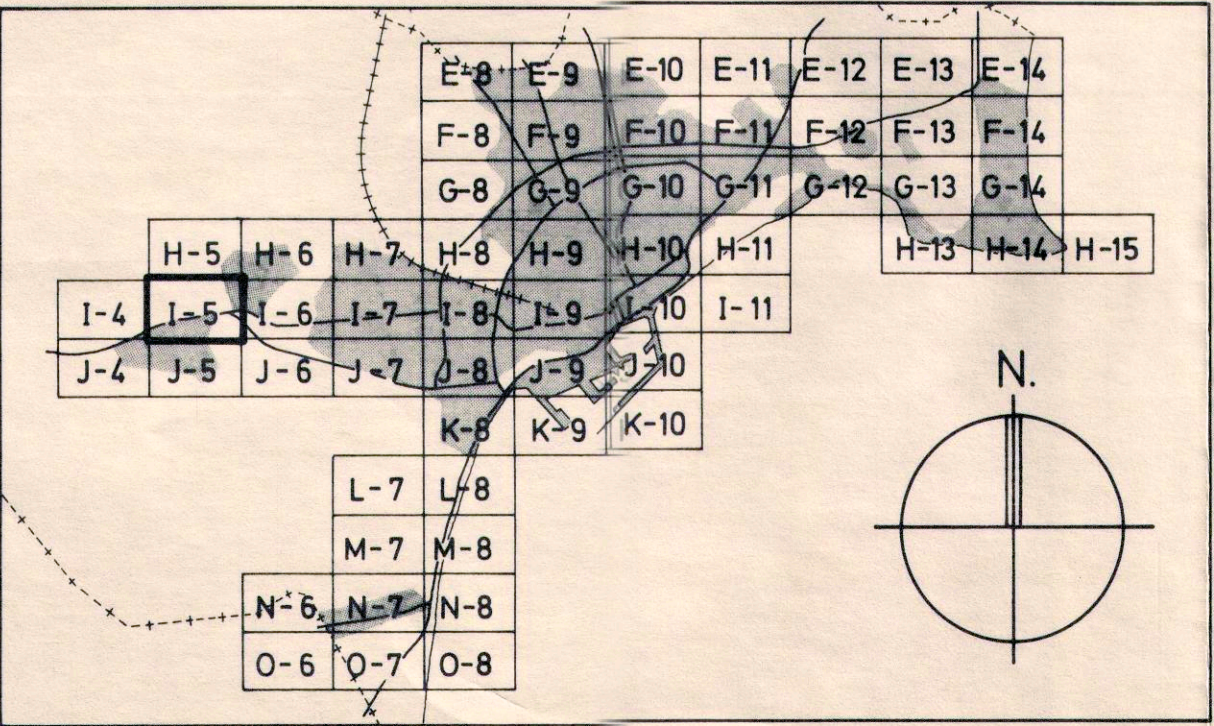 E-8 E-9 E-10 E-11 E-12 E-13 E-14
F-8 F-9 F-10 F-11 F-12 F-13 F-14
G-8 G-9 G-10 G-11 G-12 G-13 G-14
H-5 H-6 H-7 H-8 H-9 H-10 H-11 H-13 H-14 H-15
I-4 I-5 I-6 I-7 I-8 I-9 I-10 I-11
J-4 J-5 J-6 J-7 J-8 J-9 J-10
N.
K-8 K-9 K-10
L-7 L-8
M-7 M-8
N-6 N-7 N-8
O-6 O-7 O-8